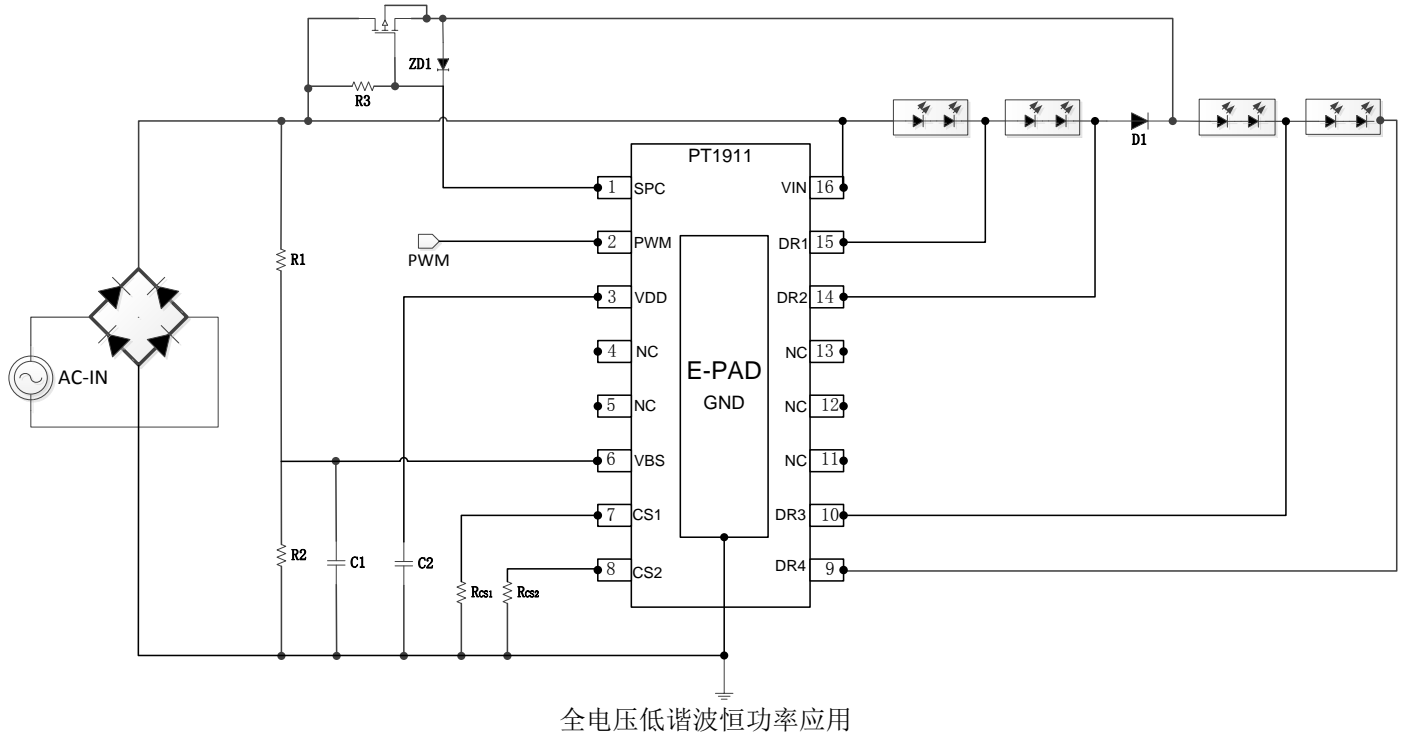 ZD1
R3
D1
PT1911
1 SPC
VIN 16
R1
PWM
2 PWM
DR1 15
3 VDD
DR2 14
AC-IN
4 NC
NC 13
E-PAD
GND
5 NC
NC 12
6 VBS
NC 11
7 CS1
DR3 10
R2
C1
C2
8 CS2
DR4 9
RCS1
RCS2
全电压低谐波恒功率应用